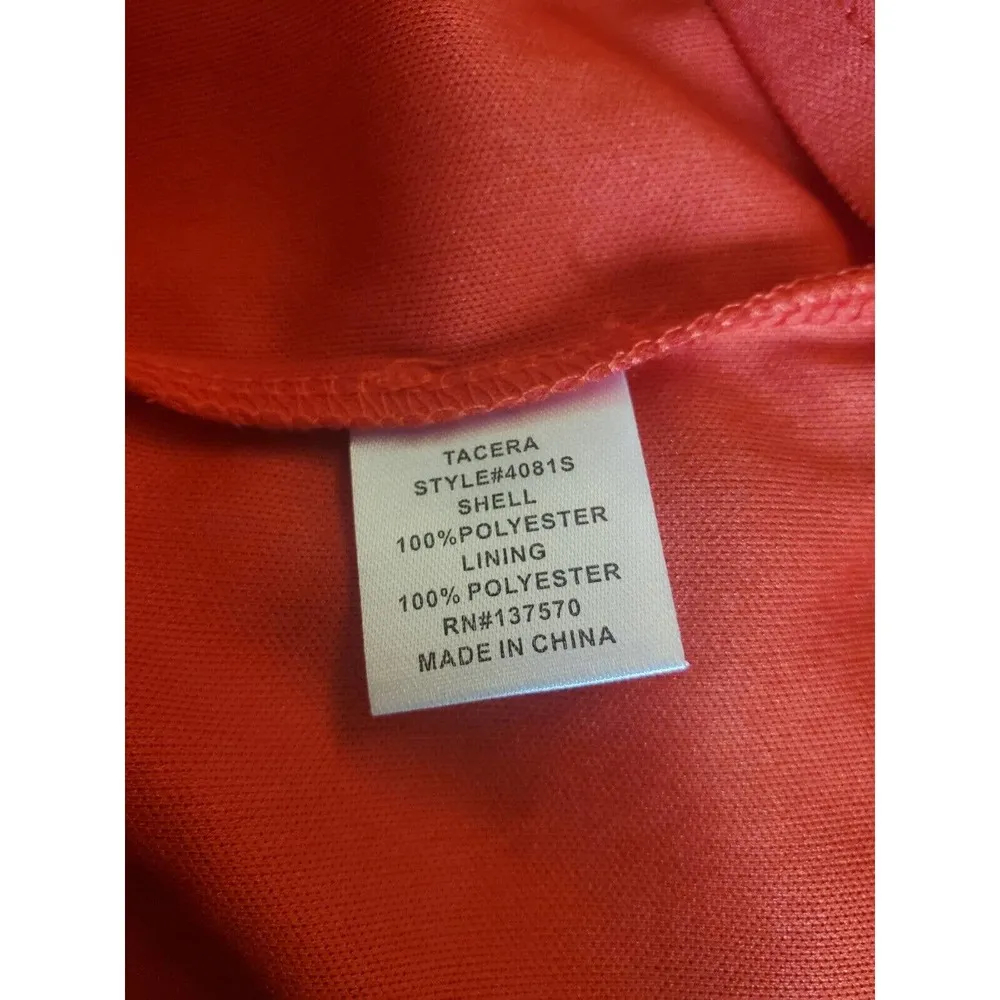 TACERA
STYLE#4081S
SHELL
100%POLYESTER
LINING
100% POLYESTER
RN#137570
MADE IN CHINA